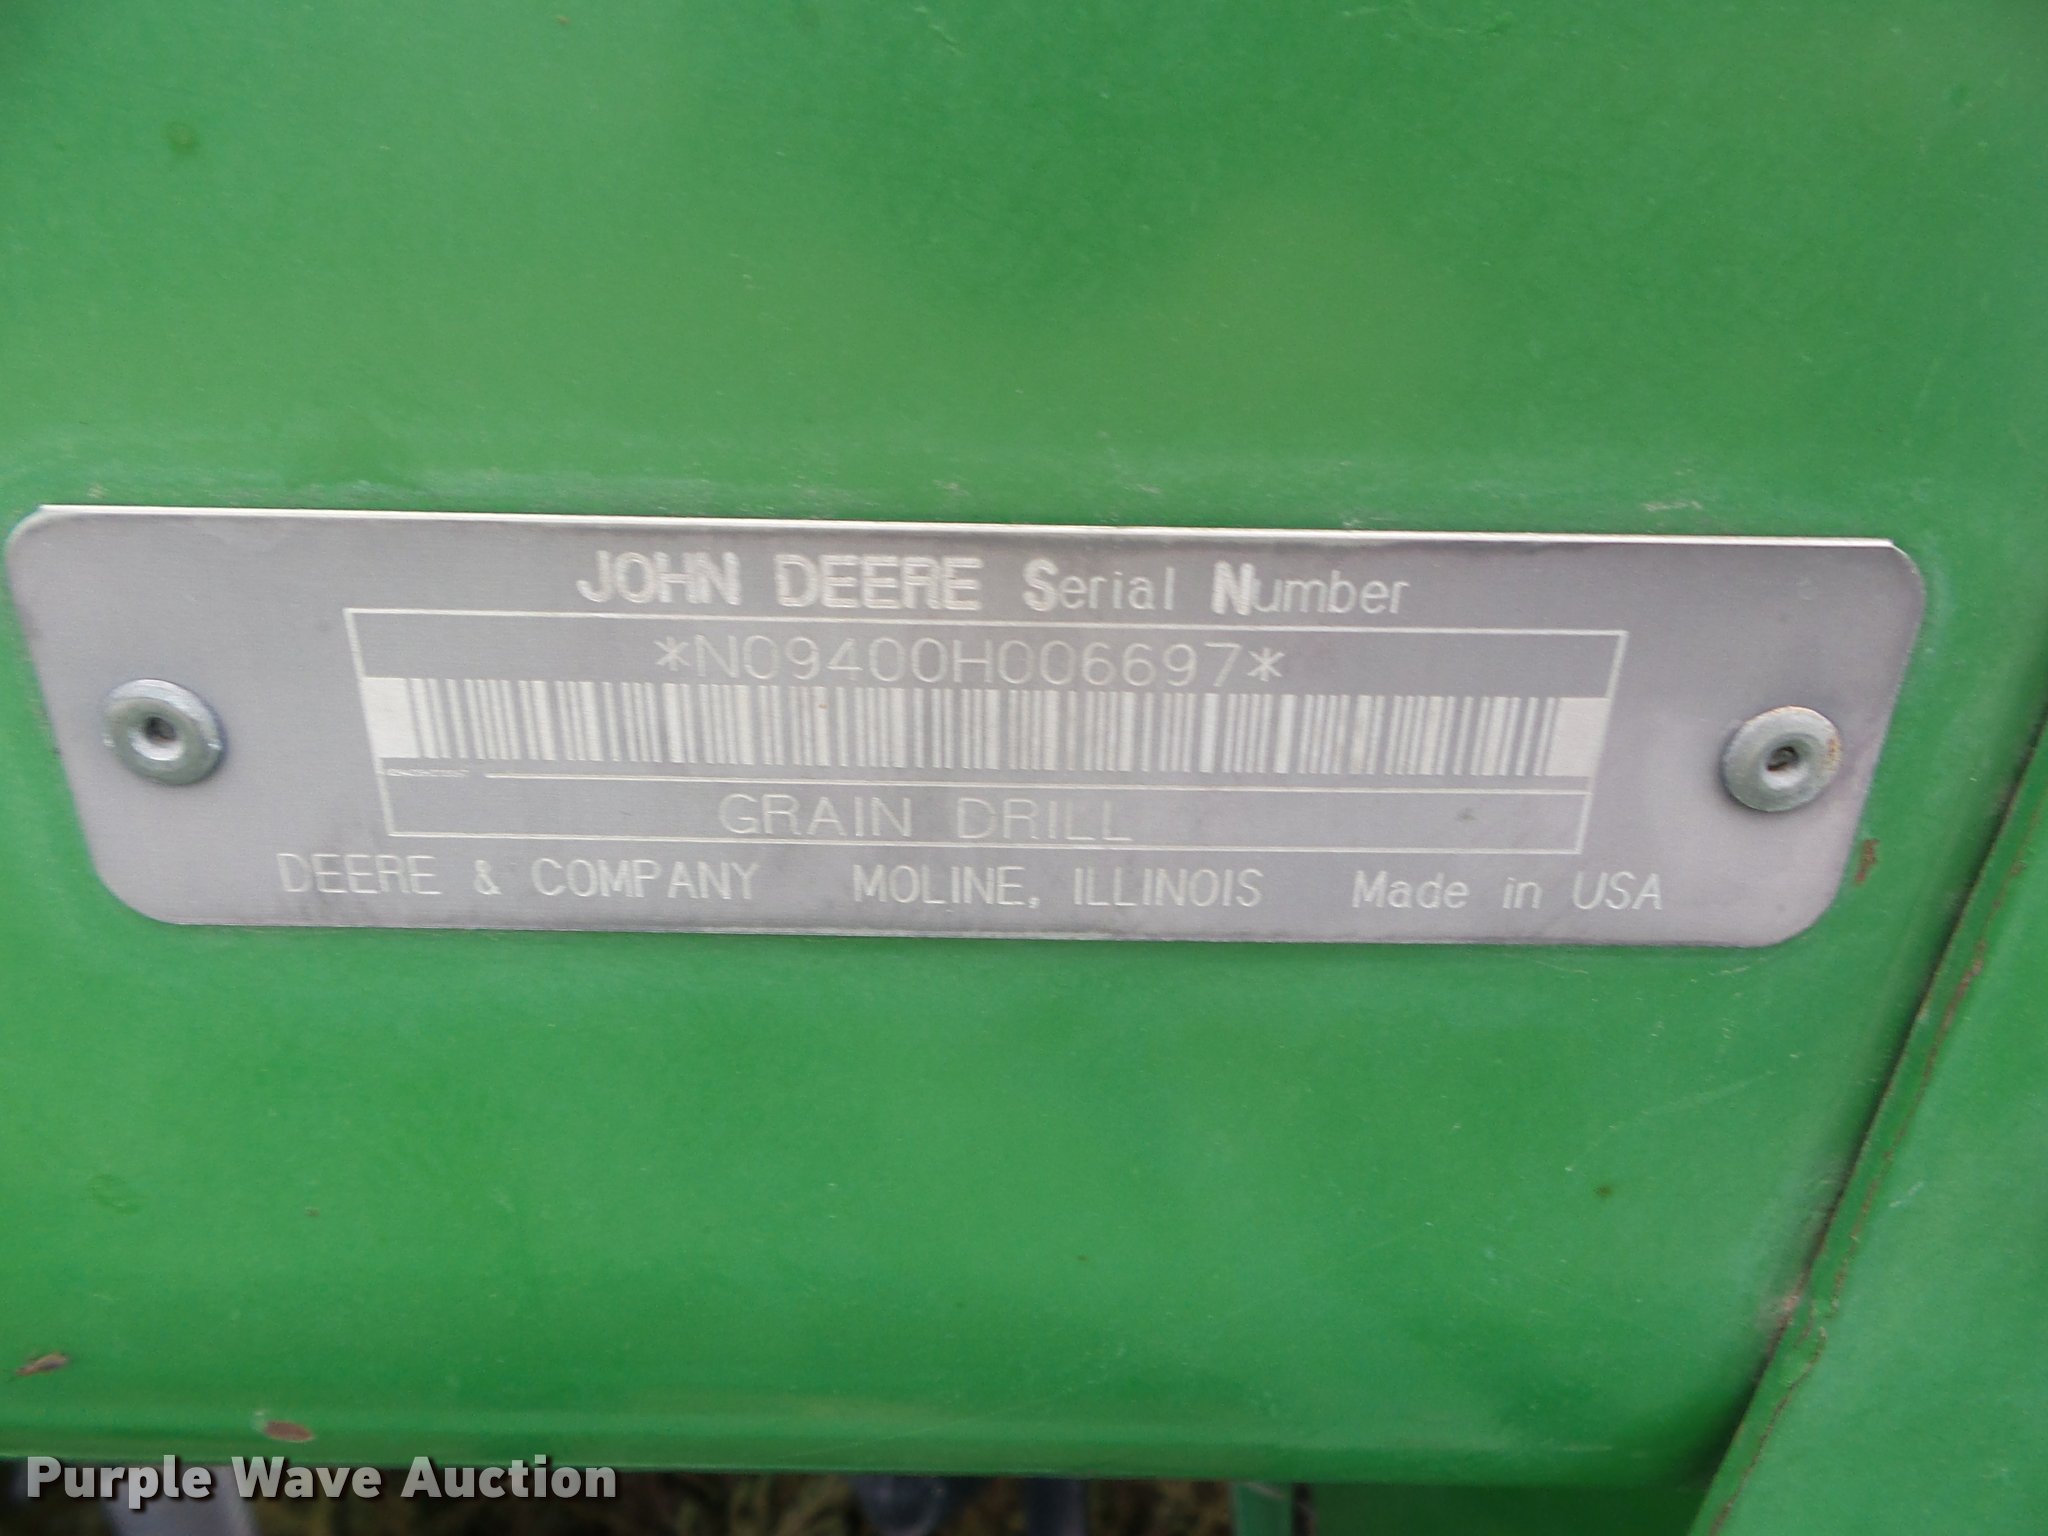 JOHN DEERE Serial Number
*N09400H006697*
GRAIN DRILL
DEERE & COMPANY MOLINE, ILLINOIS Made in USA
Purple Wave Auction